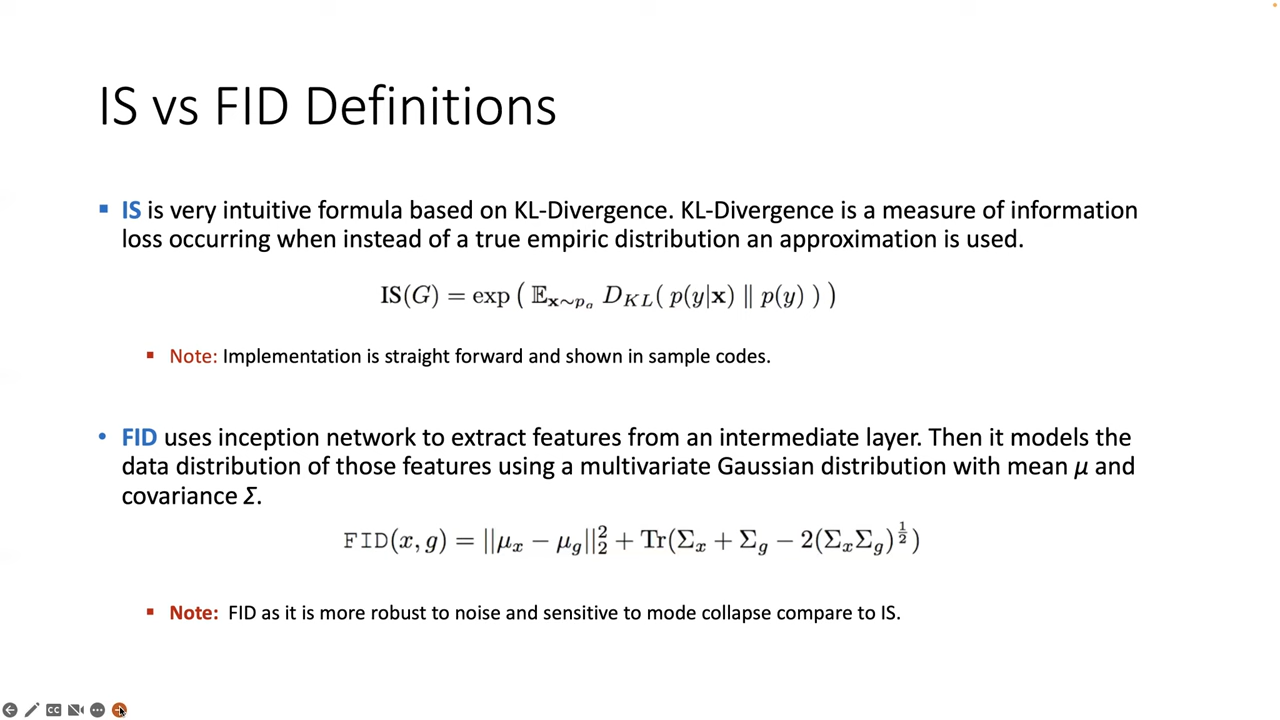 IS vs FID Definitions
▪ IS is very intuitive formula based on KL-Divergence. KL-Divergence is a measure of information
loss occurring when instead of a true empiric distribution an approximation is used.
IS(G) = exp ( 𝔼x∼pg DKL( p(y|x) ‖ p(y) ) )
▪ Note: Implementation is straight forward and shown in sample codes.
• FID uses inception network to extract features from an intermediate layer. Then it models the
data distribution of those features using a multivariate Gaussian distribution with mean μ and
covariance Σ.
FID(x, g) = ||μx − μg||₂² + Tr(Σx + Σg − 2(ΣxΣg)^½)
▪ Note: FID as it is more robust to noise and sensitive to mode collapse compare to IS.
CC